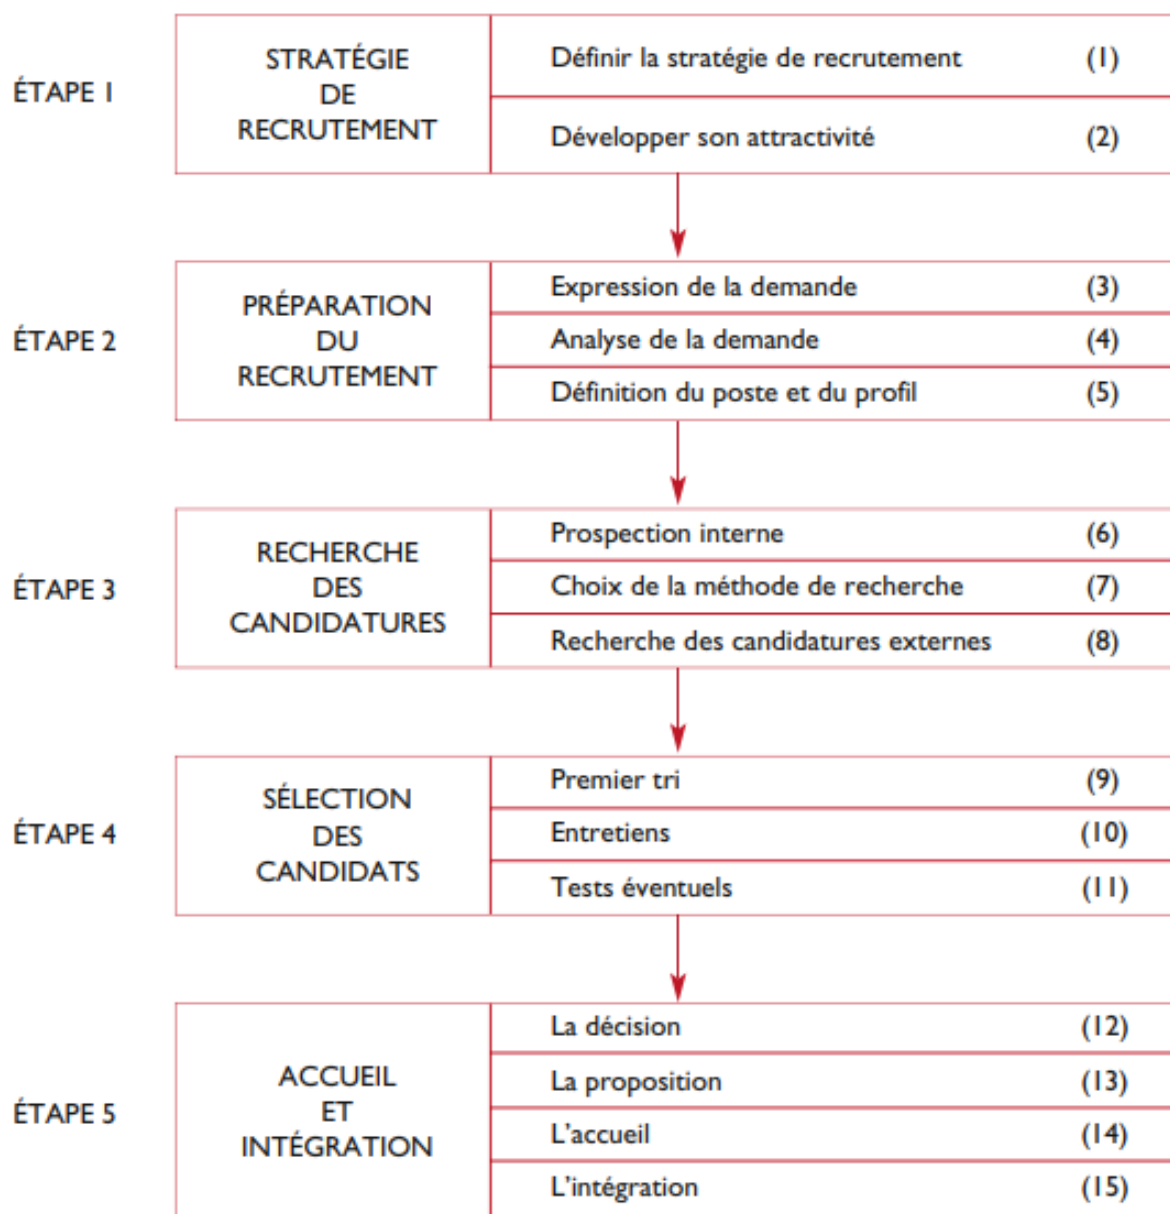 ÉTAPE 1
STRATÉGIE
DE
RECRUTEMENT
Définir la stratégie de recrutement (1)
Développer son attractivité (2)
ÉTAPE 2
PRÉPARATION
DU
RECRUTEMENT
Expression de la demande (3)
Analyse de la demande (4)
Définition du poste et du profil (5)
ÉTAPE 3
RECHERCHE
DES
CANDIDATURES
Prospection interne (6)
Choix de la méthode de recherche (7)
Recherche des candidatures externes (8)
ÉTAPE 4
SÉLECTION
DES
CANDIDATS
Premier tri (9)
Entretiens (10)
Tests éventuels (11)
ÉTAPE 5
ACCUEIL
ET
INTÉGRATION
La décision (12)
La proposition (13)
L'accueil (14)
L'intégration (15)